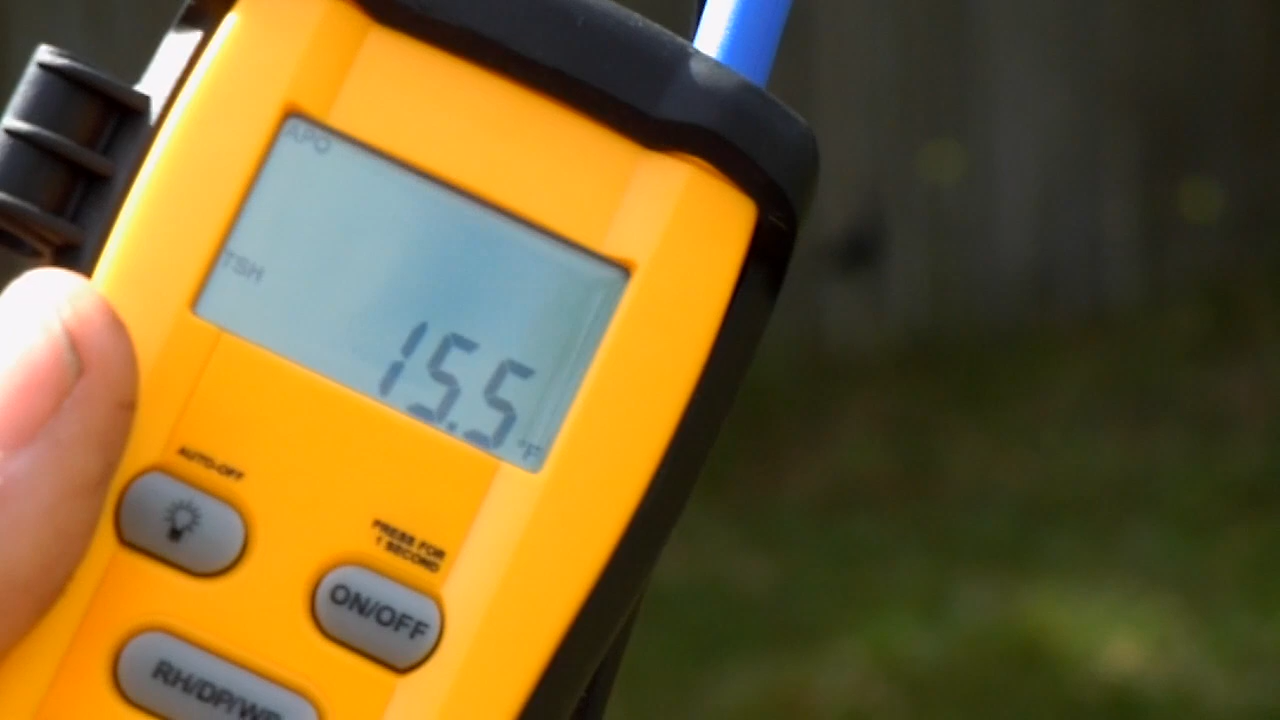 APO
TSH
15.5 °F
AUTO-OFF
PRESS FOR
1 SECOND
ON/OFF
RH/DP/WB